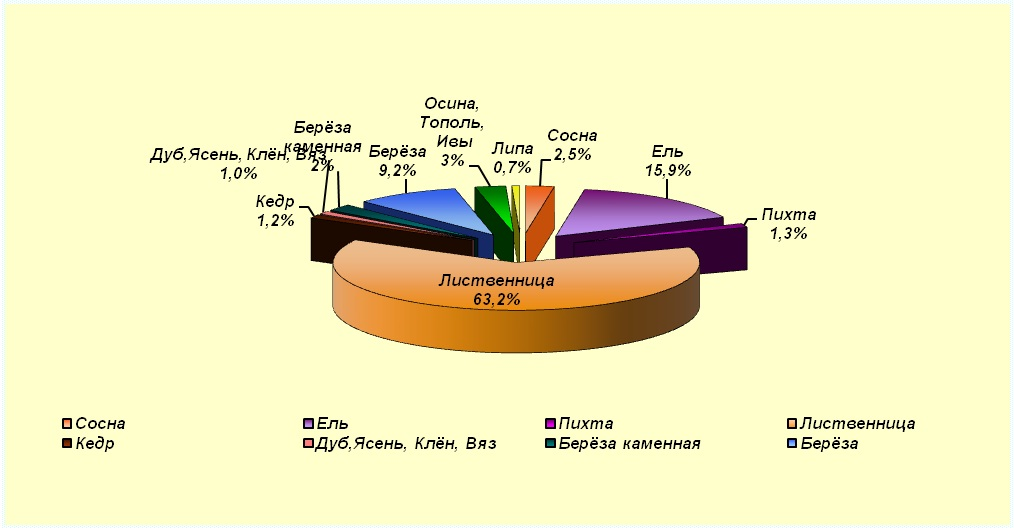 Осина,
Тополь,
Ивы
3%
Берёза
каменная
2%
Дуб,Ясень, Клён, Вяз
1,0%
Берёза
9,2%
Липа
0,7%
Сосна
2,5%
Ель
15,9%
Кедр
1,2%
Пихта
1,3%
Лиственница
63,2%
Сосна
Ель
Пихта
Лиственница
Кедр
Дуб,Ясень, Клён, Вяз
Берёза каменная
Берёза